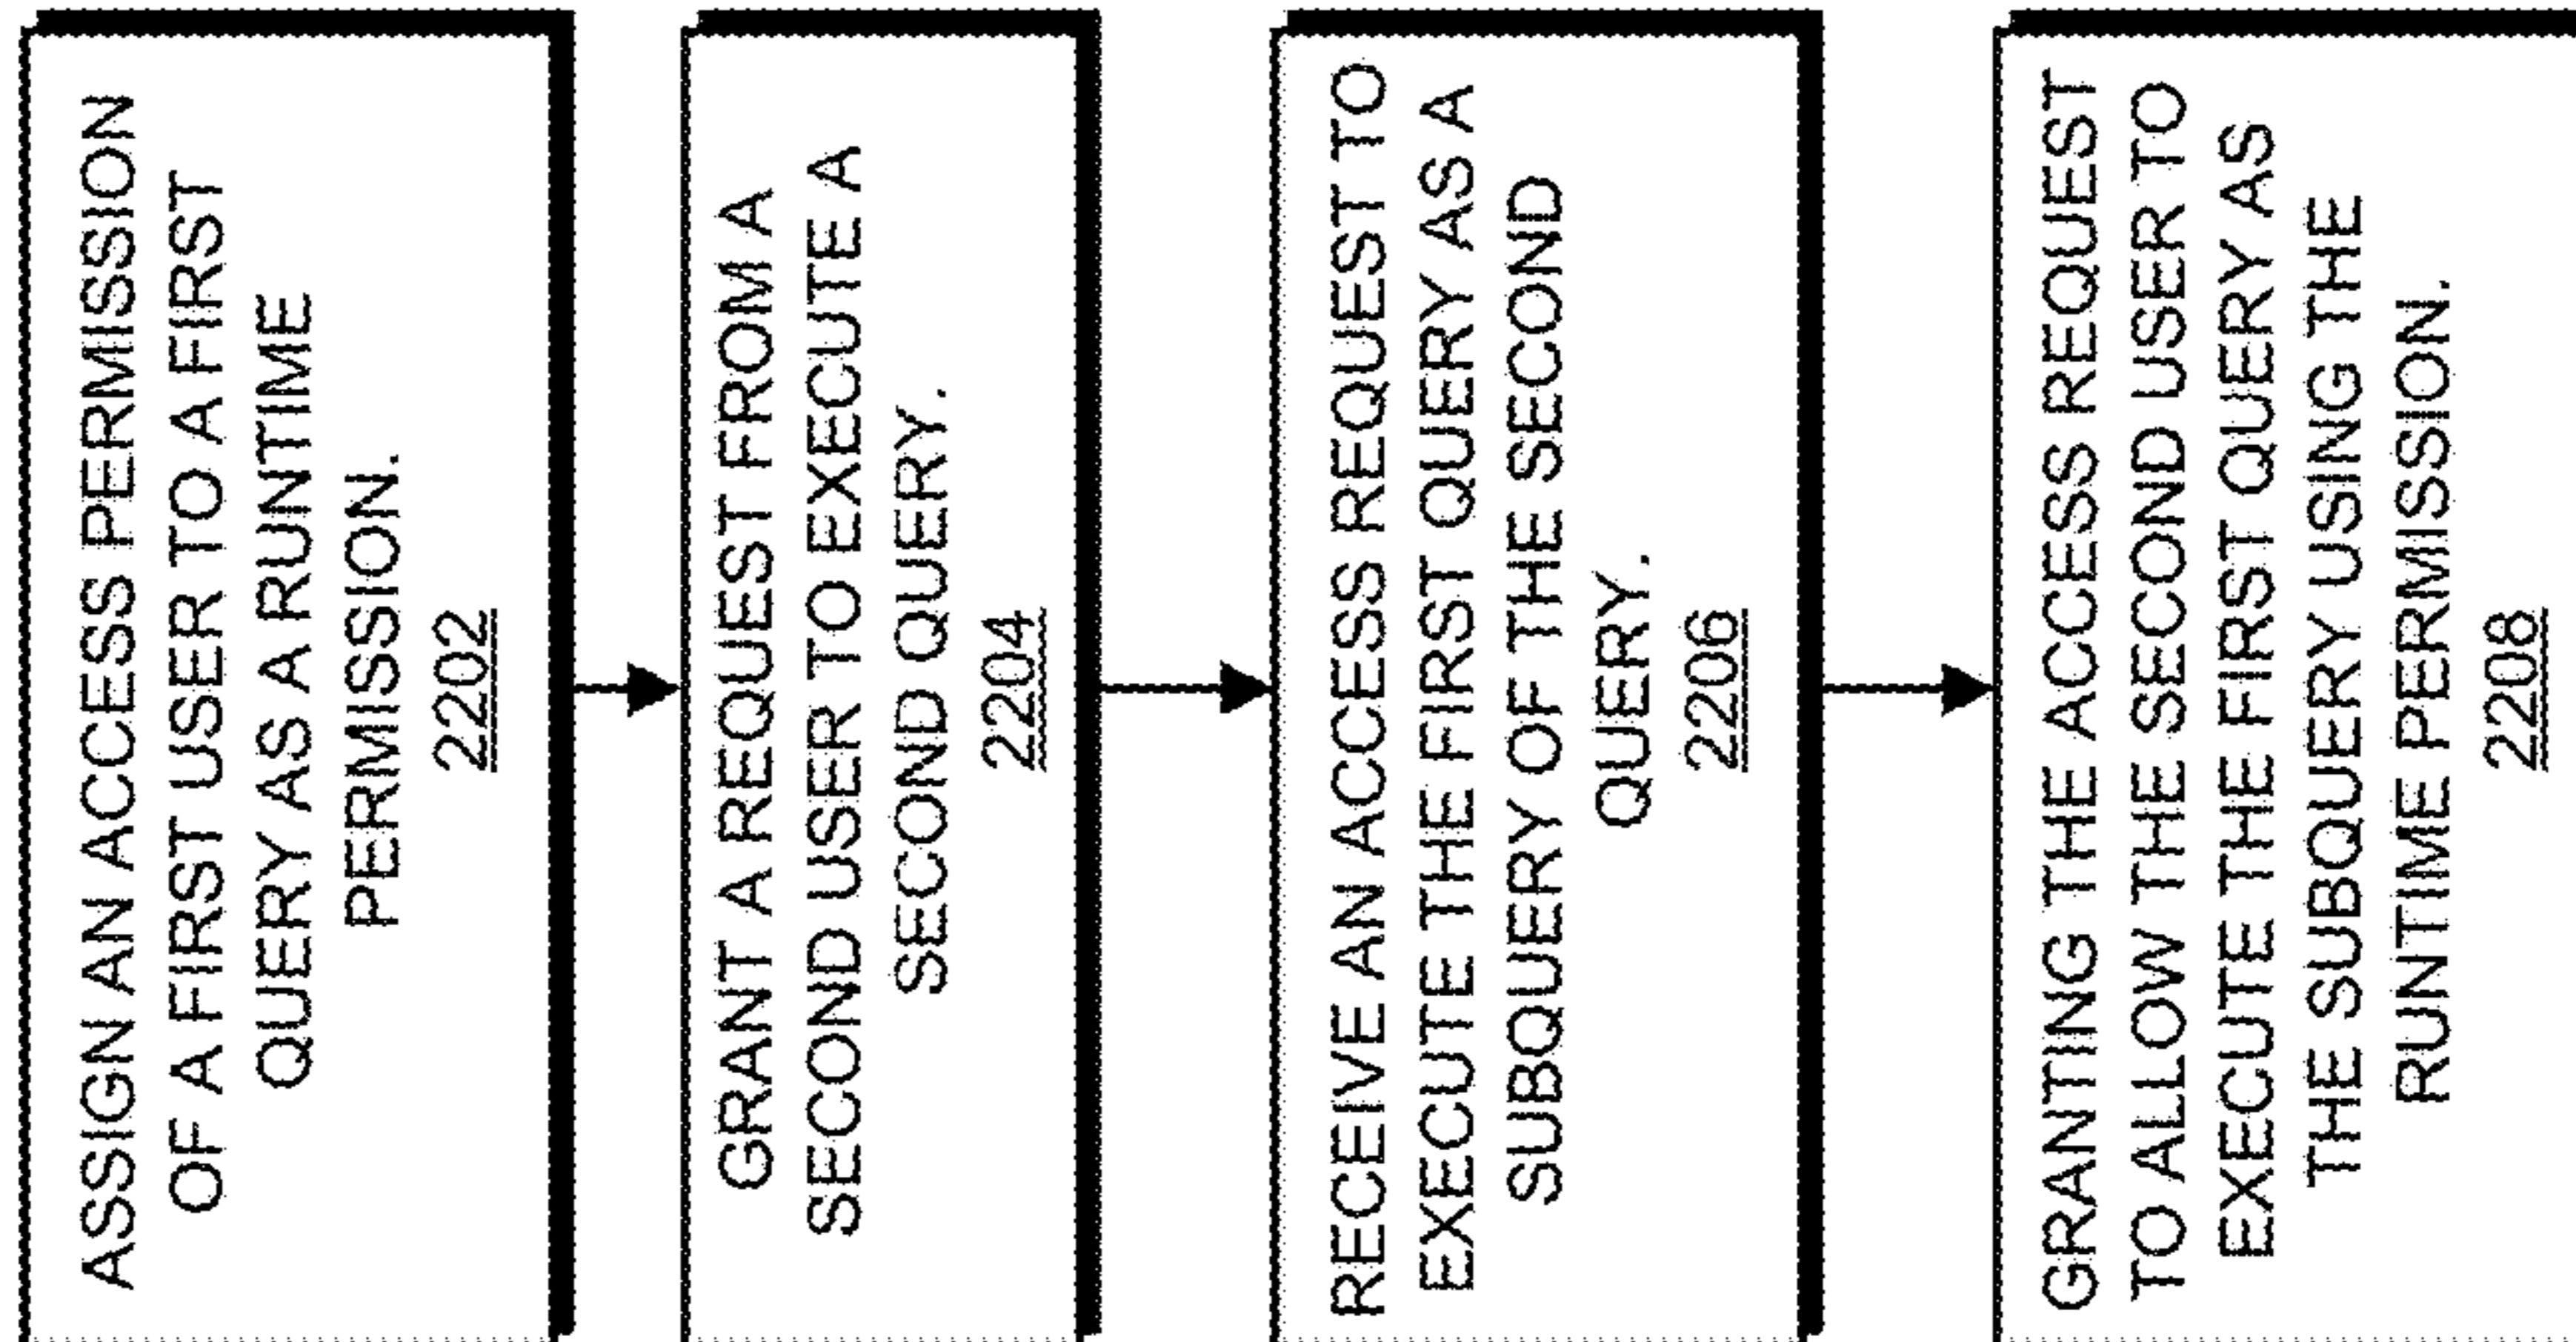 ASSIGN AN ACCESS PERMISSION
OF A FIRST USER TO A FIRST
QUERY AS A RUNTIME
PERMISSION.
2202
GRANT A REQUEST FROM A
SECOND USER TO EXECUTE A
SECOND QUERY.
2204
RECEIVE AN ACCESS REQUEST TO
EXECUTE THE FIRST QUERY AS A
SUBQUERY OF THE SECOND
QUERY.
2206
GRANTING THE ACCESS REQUEST
TO ALLOW THE SECOND USER TO
EXECUTE THE FIRST QUERY AS
THE SUBQUERY USING THE
RUNTIME PERMISSION.
2208